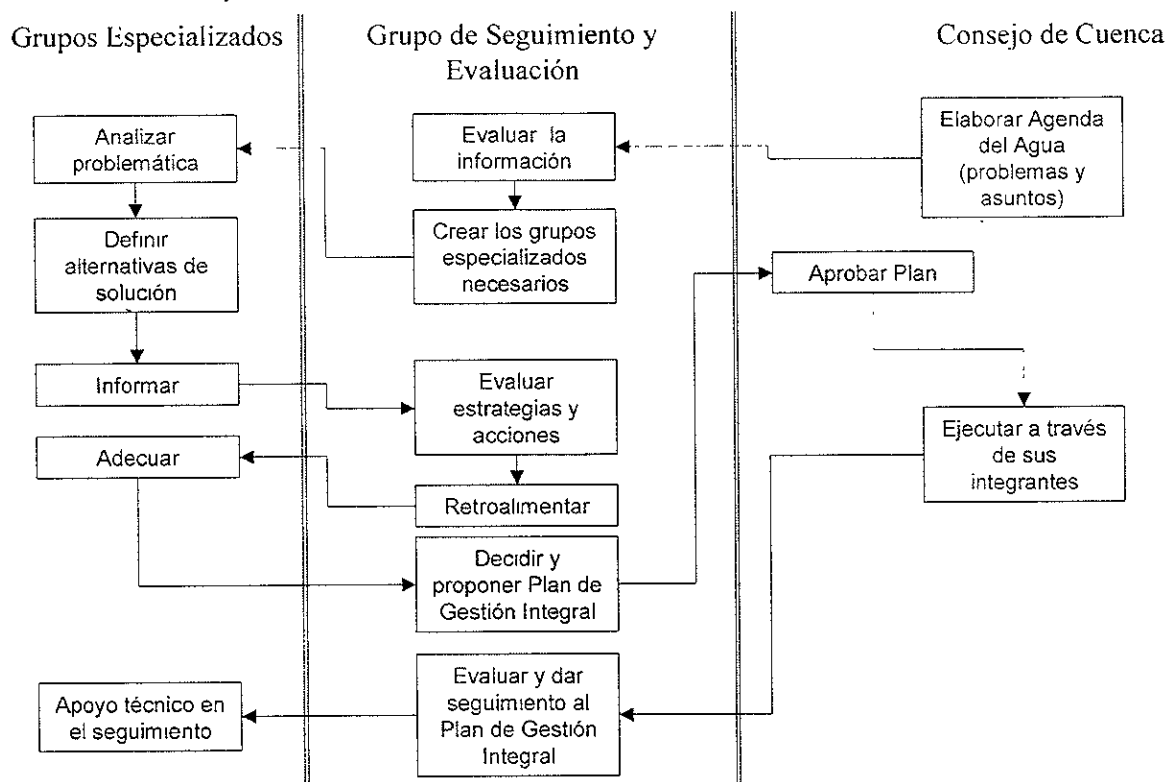 Grupos Especializados
Grupo de Seguimiento y
Evaluación
Consejo de Cuenca
Analizar
problemática
Definir
alternativas de
solución
Informar
Adecuar
Apoyo técnico en
el seguimiento
Evaluar la
información
Crear los grupos
especializados
necesarios
Evaluar
estrategias y
acciones
Retroalimentar
Decidir y
proponer Plan de
Gestión Integral
Evaluar y dar
seguimiento al
Plan de Gestión
Integral
Elaborar Agenda
del Agua
(problemas y
asuntos)
Aprobar Plan
Ejecutar a través
de sus
integrantes